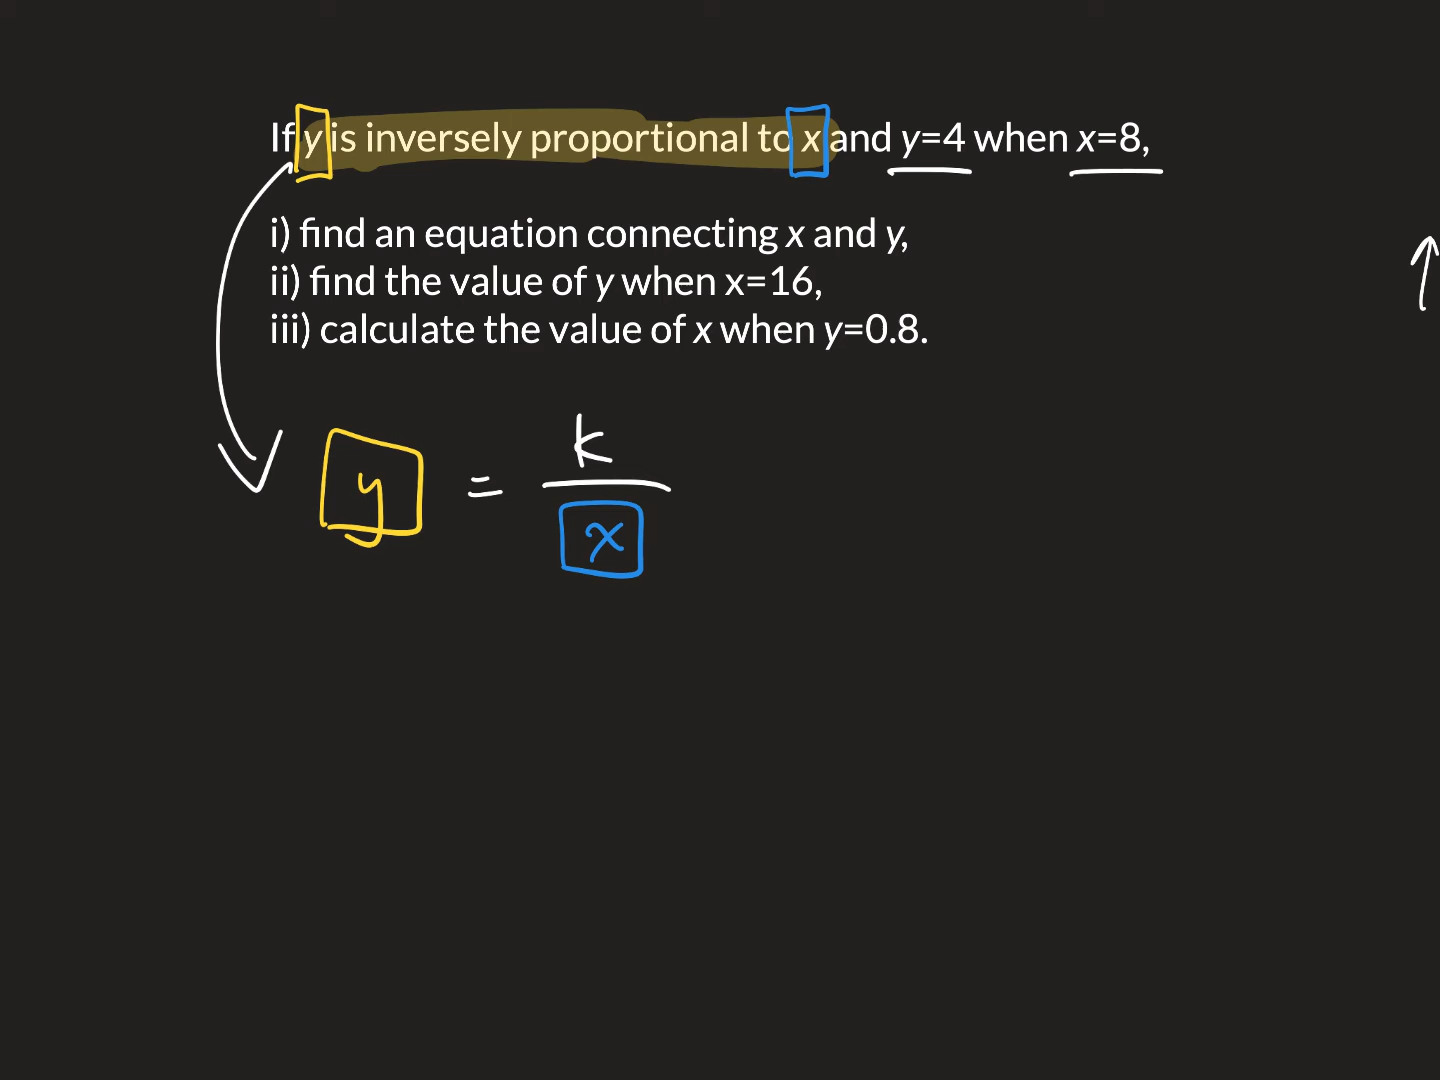 If y is inversely proportional to x and y=4 when x=8,
i) find an equation connecting x and y,
ii) find the value of y when x=16,
iii) calculate the value of x when y=0.8.
y = k
x